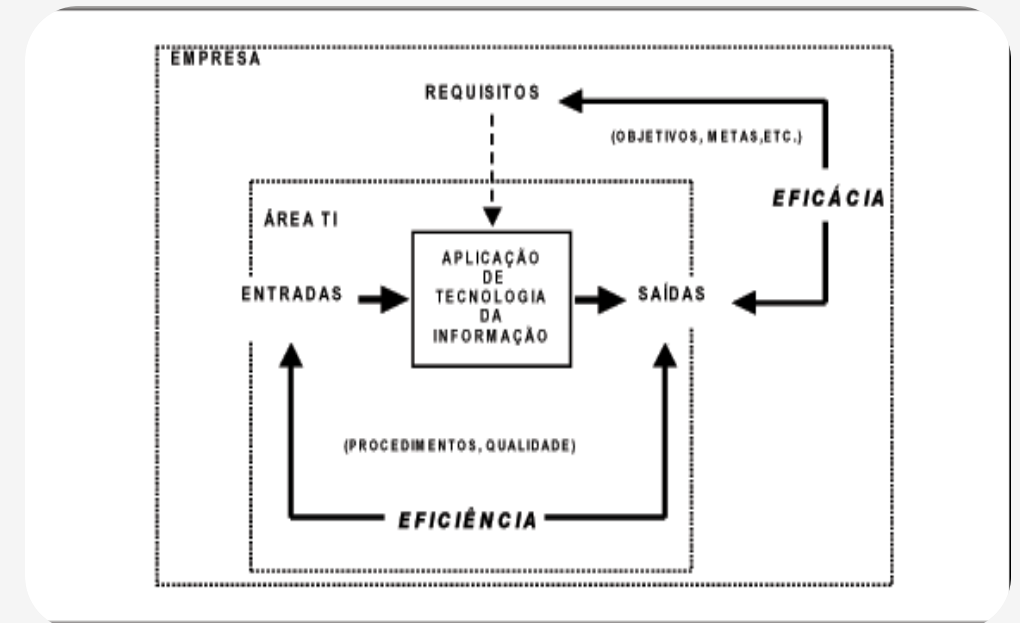 EMPRESA
REQUISITOS
(OBJETIVOS, METAS,ETC.)
EFICÁCIA
ÁREA TI
APLICAÇÃO
DE
TECNOLOGIA
DA
INFORMAÇÃO
ENTRADAS
SAÍDAS
(PROCEDIMENTOS, QUALIDADE)
EFICIÊNCIA